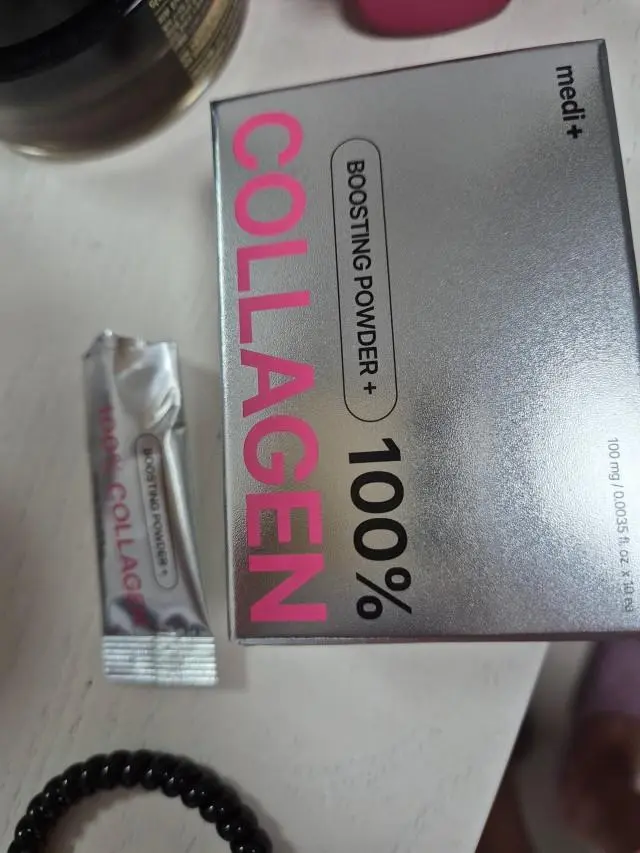 medi+
BOOSTING POWDER + 100%
COLLAGEN
100 mg / 0.0035 fl. oz x 10 ea
BOOSTING POWDER +
100% COLLAGEN